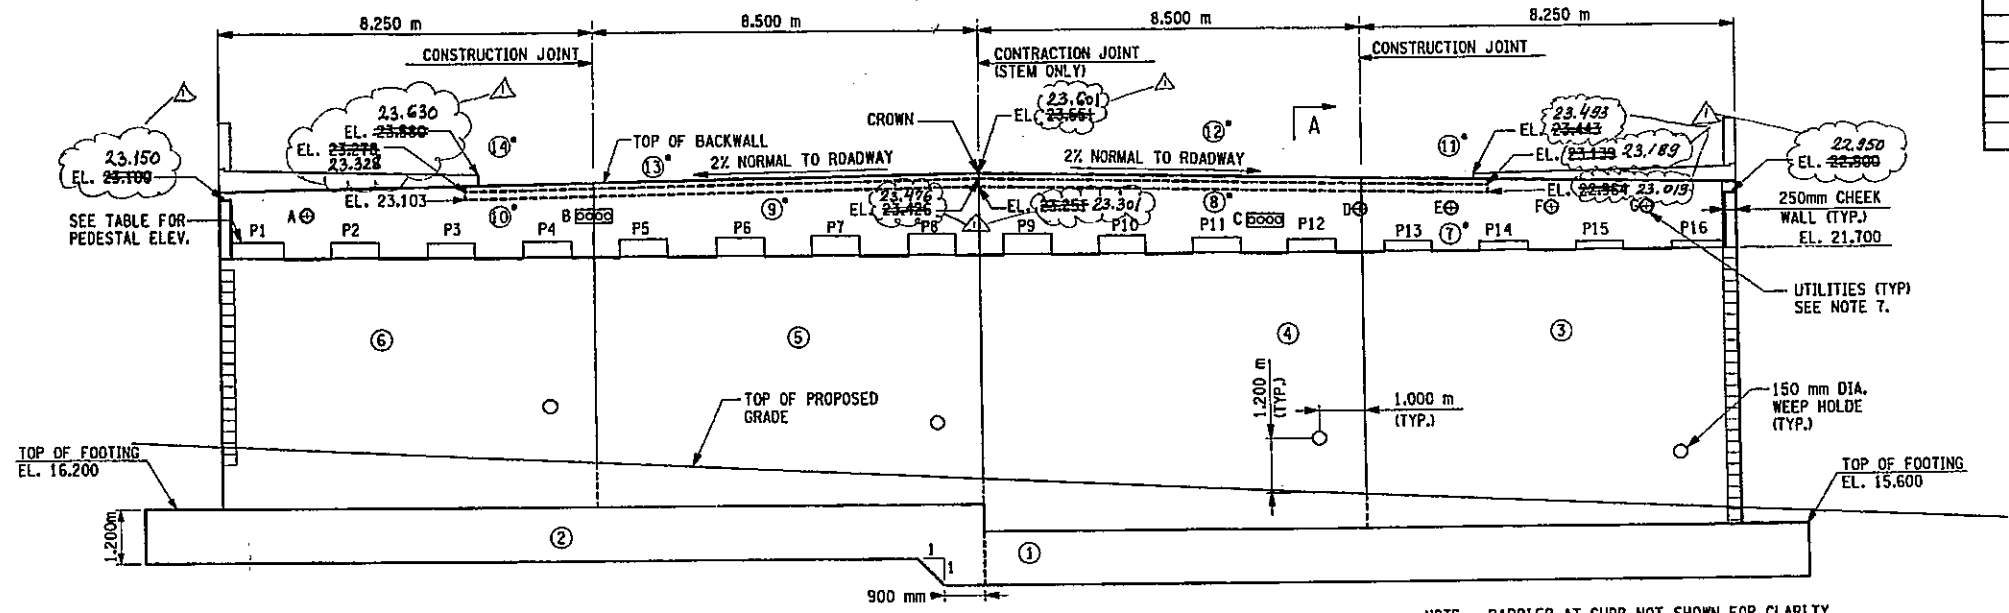 8.250 m
8.500 m
8.500 m
8.250 m
CONSTRUCTION JOINT
CONTRACTION JOINT
(STEM ONLY)
CONSTRUCTION JOINT
1
1
1
1
23.630
EL. 23.580
EL. 23.278
23.328
14*
TOP OF BACKWALL
13*
2% NORMAL TO ROADWAY
CROWN
23.601
EL. 23.551
12*
2% NORMAL TO ROADWAY
A
11*
23.493
EL. 23.443
EL. 23.139 23.189
EL. 22.964 23.013
23.150
EL. 23.100
22.950
EL. 22.900
EL. 23.103
SEE TABLE FOR
PEDESTAL ELEV.
A
10*
B
9*
23.476
EL. 23.426
1
EL. 23.251 23.301
8*
C
D
E
F
G
7*
250mm CHEEK
WALL (TYP.)
EL. 21.700
P1
P2
P3
P4
P5
P6
P7
P8
P9
P10
P11
P12
P13
P14
P15
P16
UTILITIES (TYP)
SEE NOTE 7.
6
5
4
3
1.200 m
(TYP.)
1.000 m
(TYP.)
150 mm DIA.
WEEP HOLDE
(TYP.)
TOP OF PROPOSED
GRADE
TOP OF FOOTING
EL. 16.200
TOP OF FOOTING
EL. 15.600
1.200m
2
1
1
1
900 mm
NOTE BARRIER AT CURB NOT SHOWN FOR CLARITY